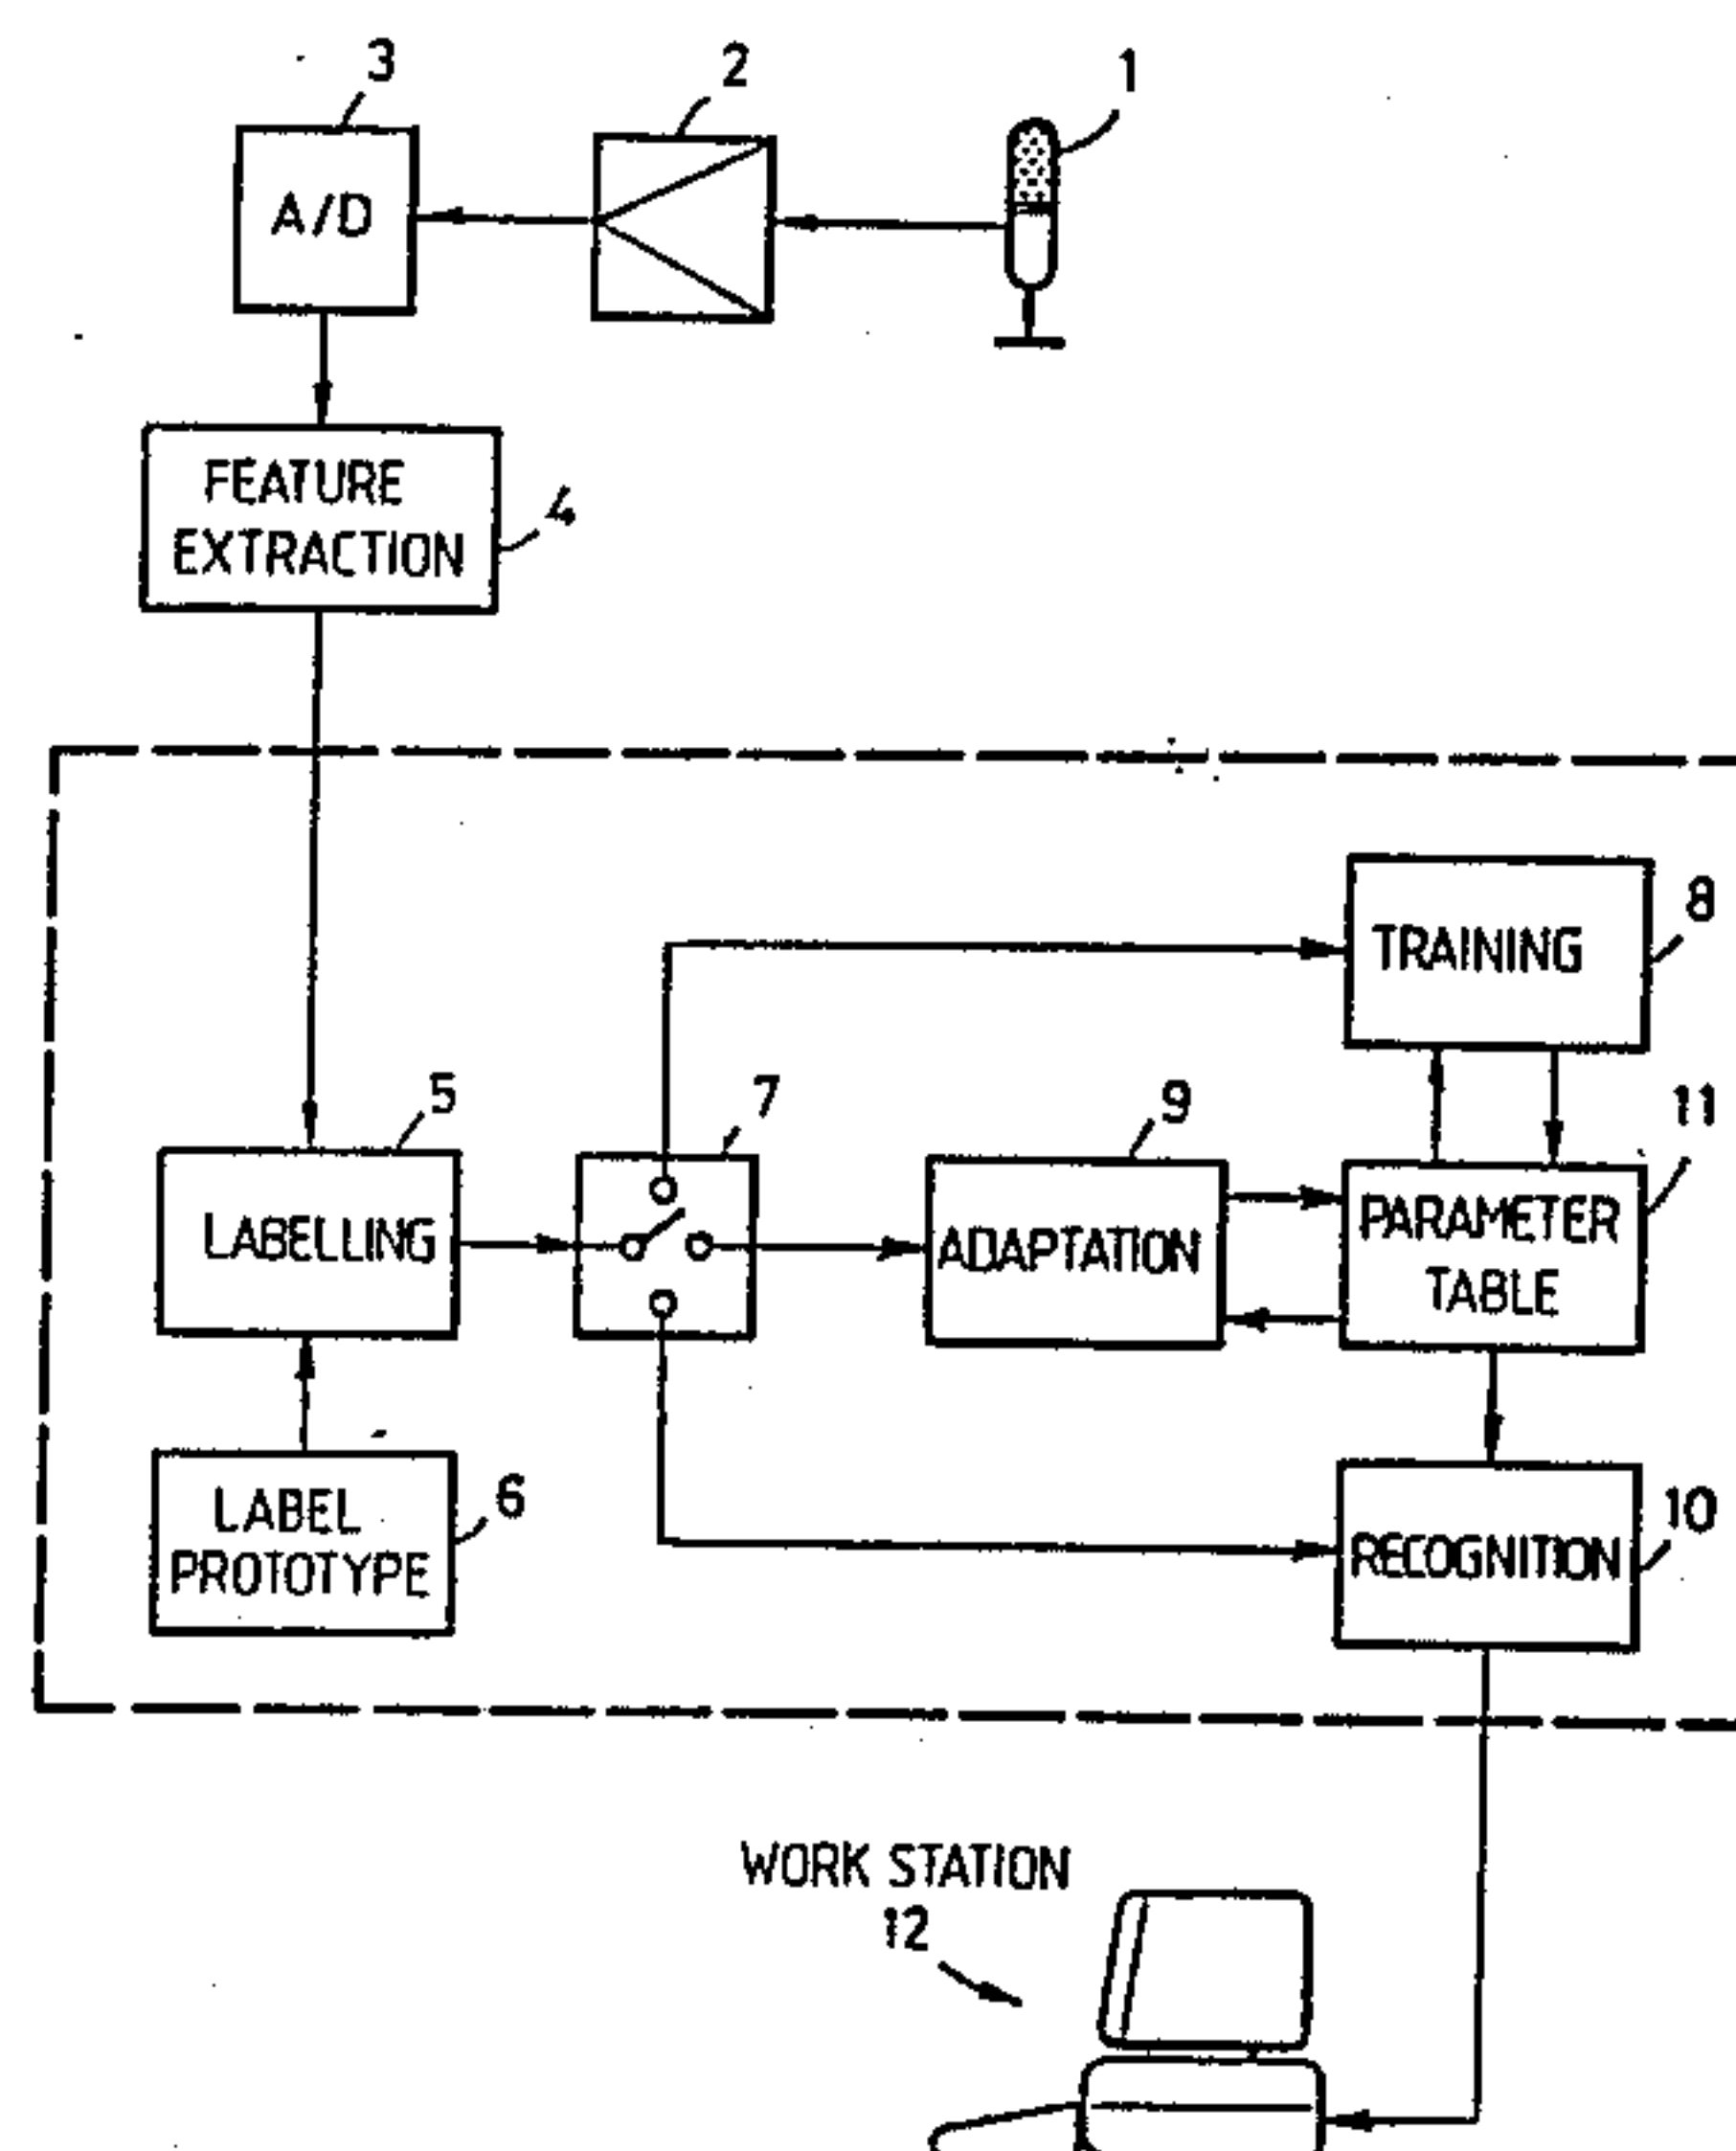 3
2
1
A/D
FEATURE
EXTRACTION
4
8
TRAINING
5
7
9
11
LABELLING
ADAPTATION
PARAMETER
TABLE
LABEL
PROTOTYPE
6
10
RECOGNITION
WORK STATION
12